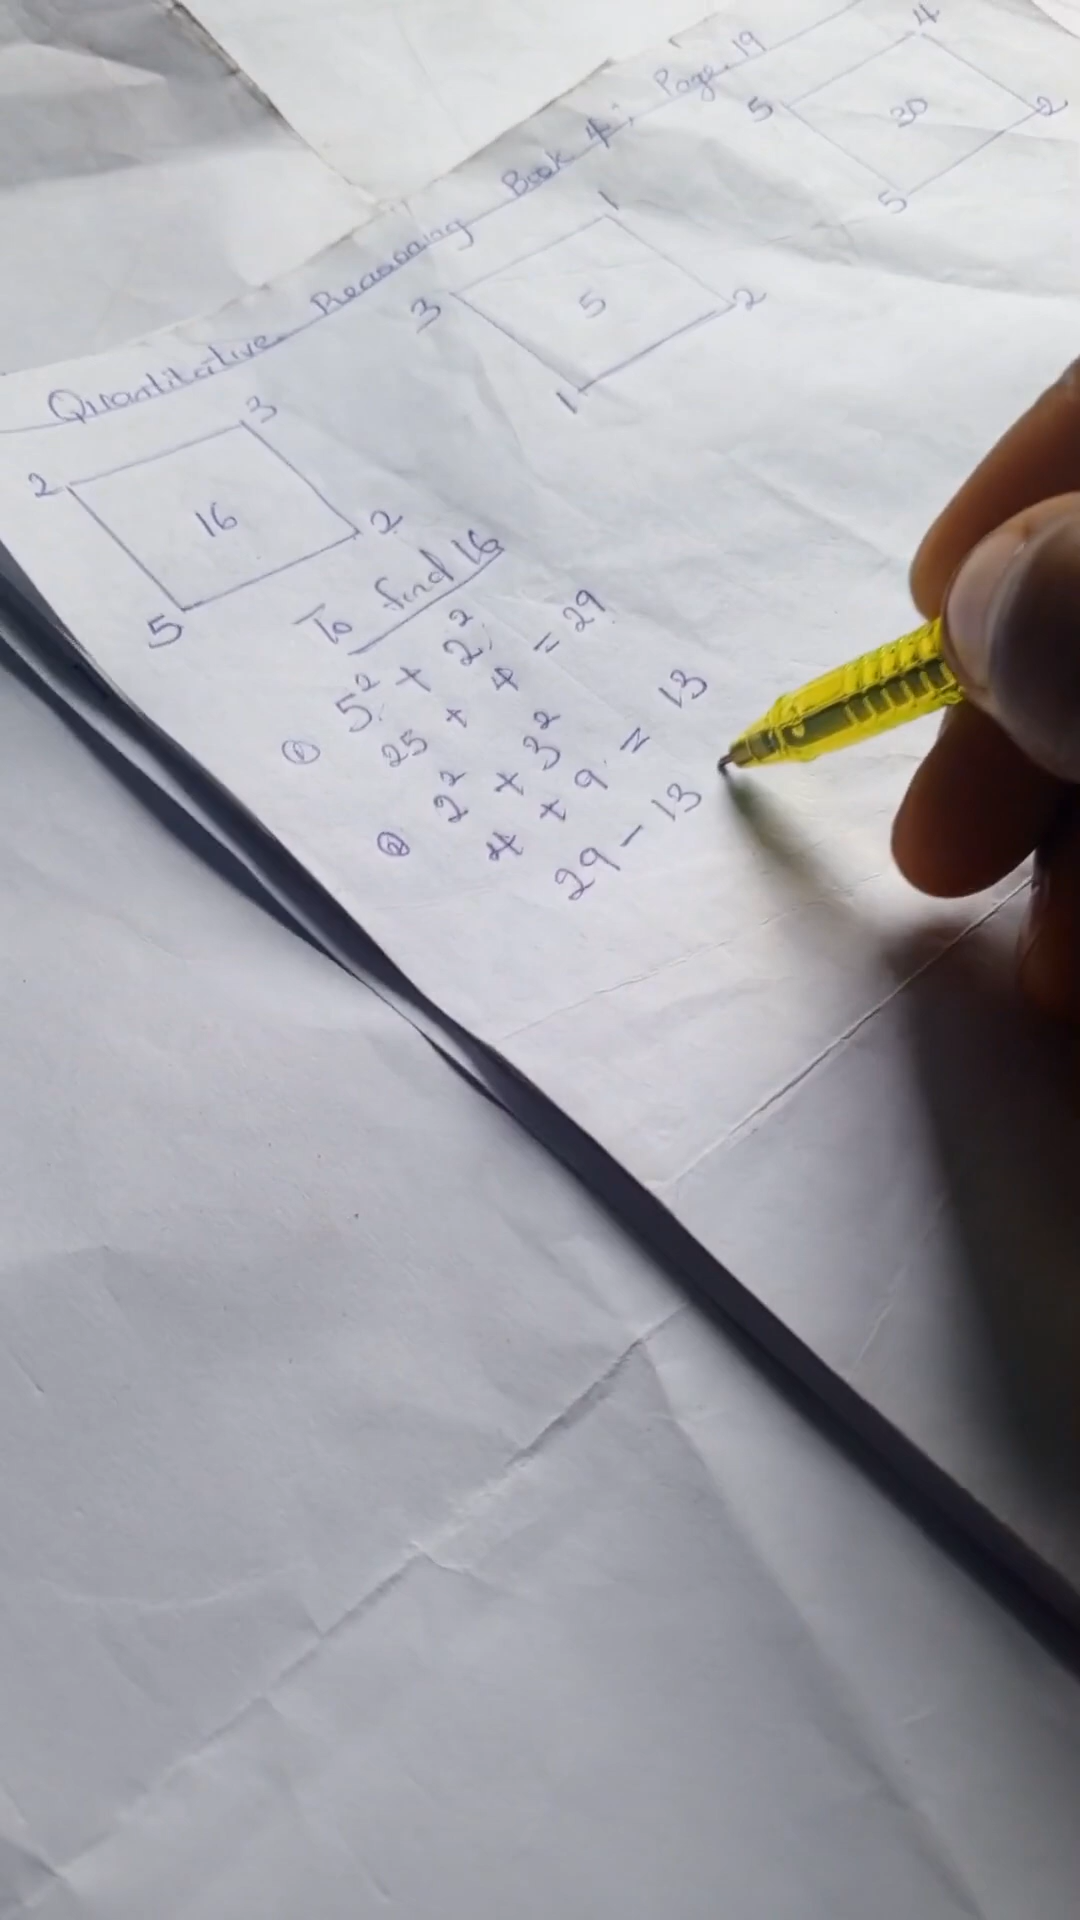 Quantitative Reasoning Book 4; Page. 19
2 3
16
5 2
3 1
5
1 2
5 4
30
5 2
To find 16
① 5² + 2²
25 + 4 = 29
② 2² + 3²
4 + 9 = 13
29 - 13